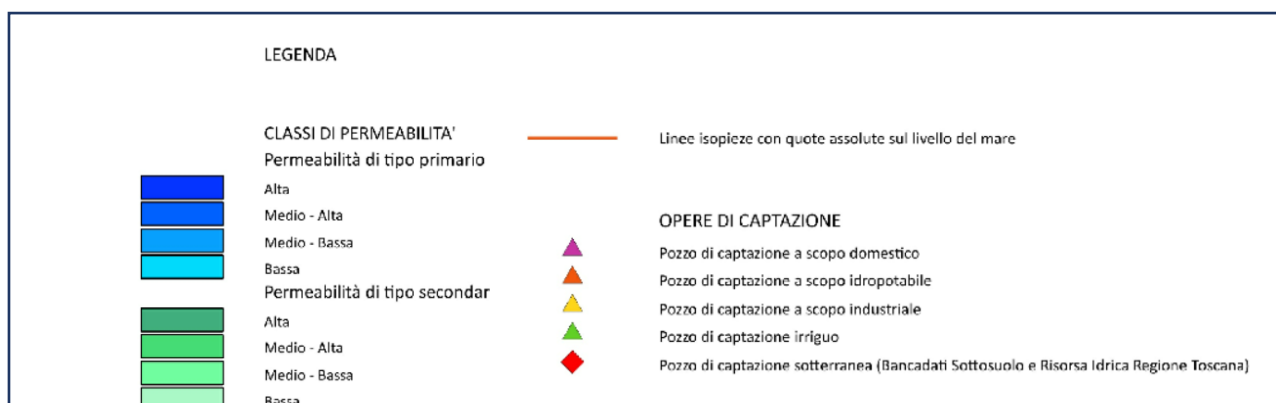 LEGENDA
CLASSI DI PERMEABILITA'
Permeabilità di tipo primario
Alta
Medio - Alta
Medio - Bassa
Bassa
Permeabilità di tipo secondar
Alta
Medio - Alta
Medio - Bassa
Bassa
Linee isopieze con quote assolute sul livello del mare
OPERE DI CAPTAZIONE
Pozzo di captazione a scopo domestico
Pozzo di captazione a scopo idropotabile
Pozzo di captazione a scopo industriale
Pozzo di captazione irriguo
Pozzo di captazione sotterranea (Bancadati Sottosuolo e Risorsa Idrica Regione Toscana)